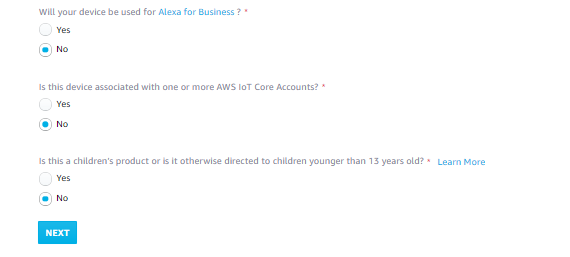 Will your device be used for Alexa for Business ? *
Yes
No
Is this device associated with one or more AWS IoT Core Accounts? *
Yes
No
Is this a children's product or is it otherwise directed to children younger than 13 years old? * Learn More
Yes
No
NEXT